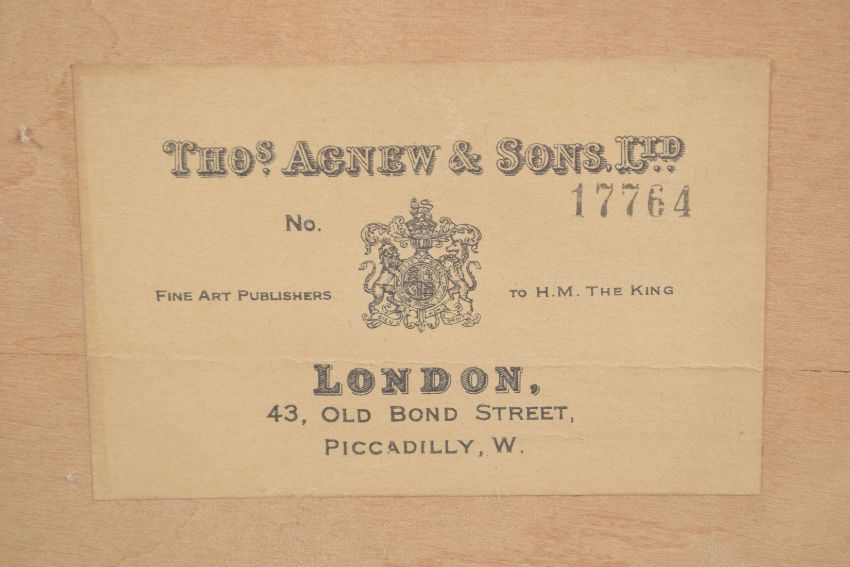 THOS. AGNEW & SONS, LTD.
17764
No.
FINE ART PUBLISHERS TO H.M. THE KING
LONDON,
43, OLD BOND STREET,
PICCADILLY, W.